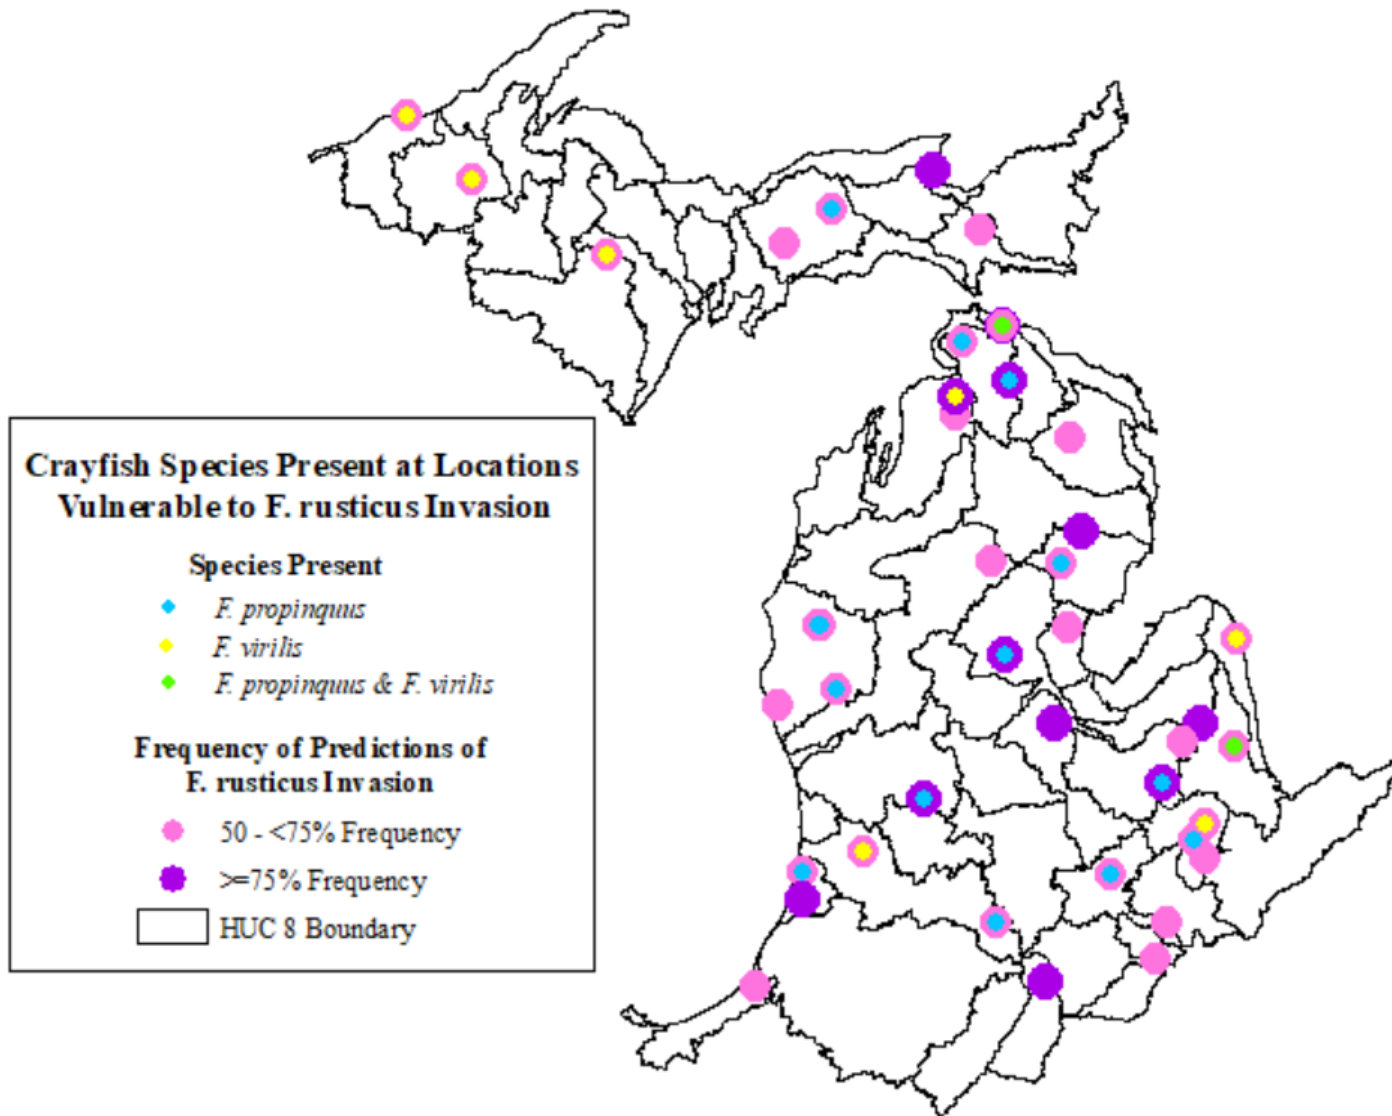 Crayfish Species Present at Locations
Vulnerable to F. rusticus Invasion
Species Present
F. propinquus
F. virilis
F. propinquus & F. virilis
Frequency of Predictions of
F. rusticus Invasion
50 - <75% Frequency
>=75% Frequency
HUC 8 Boundary